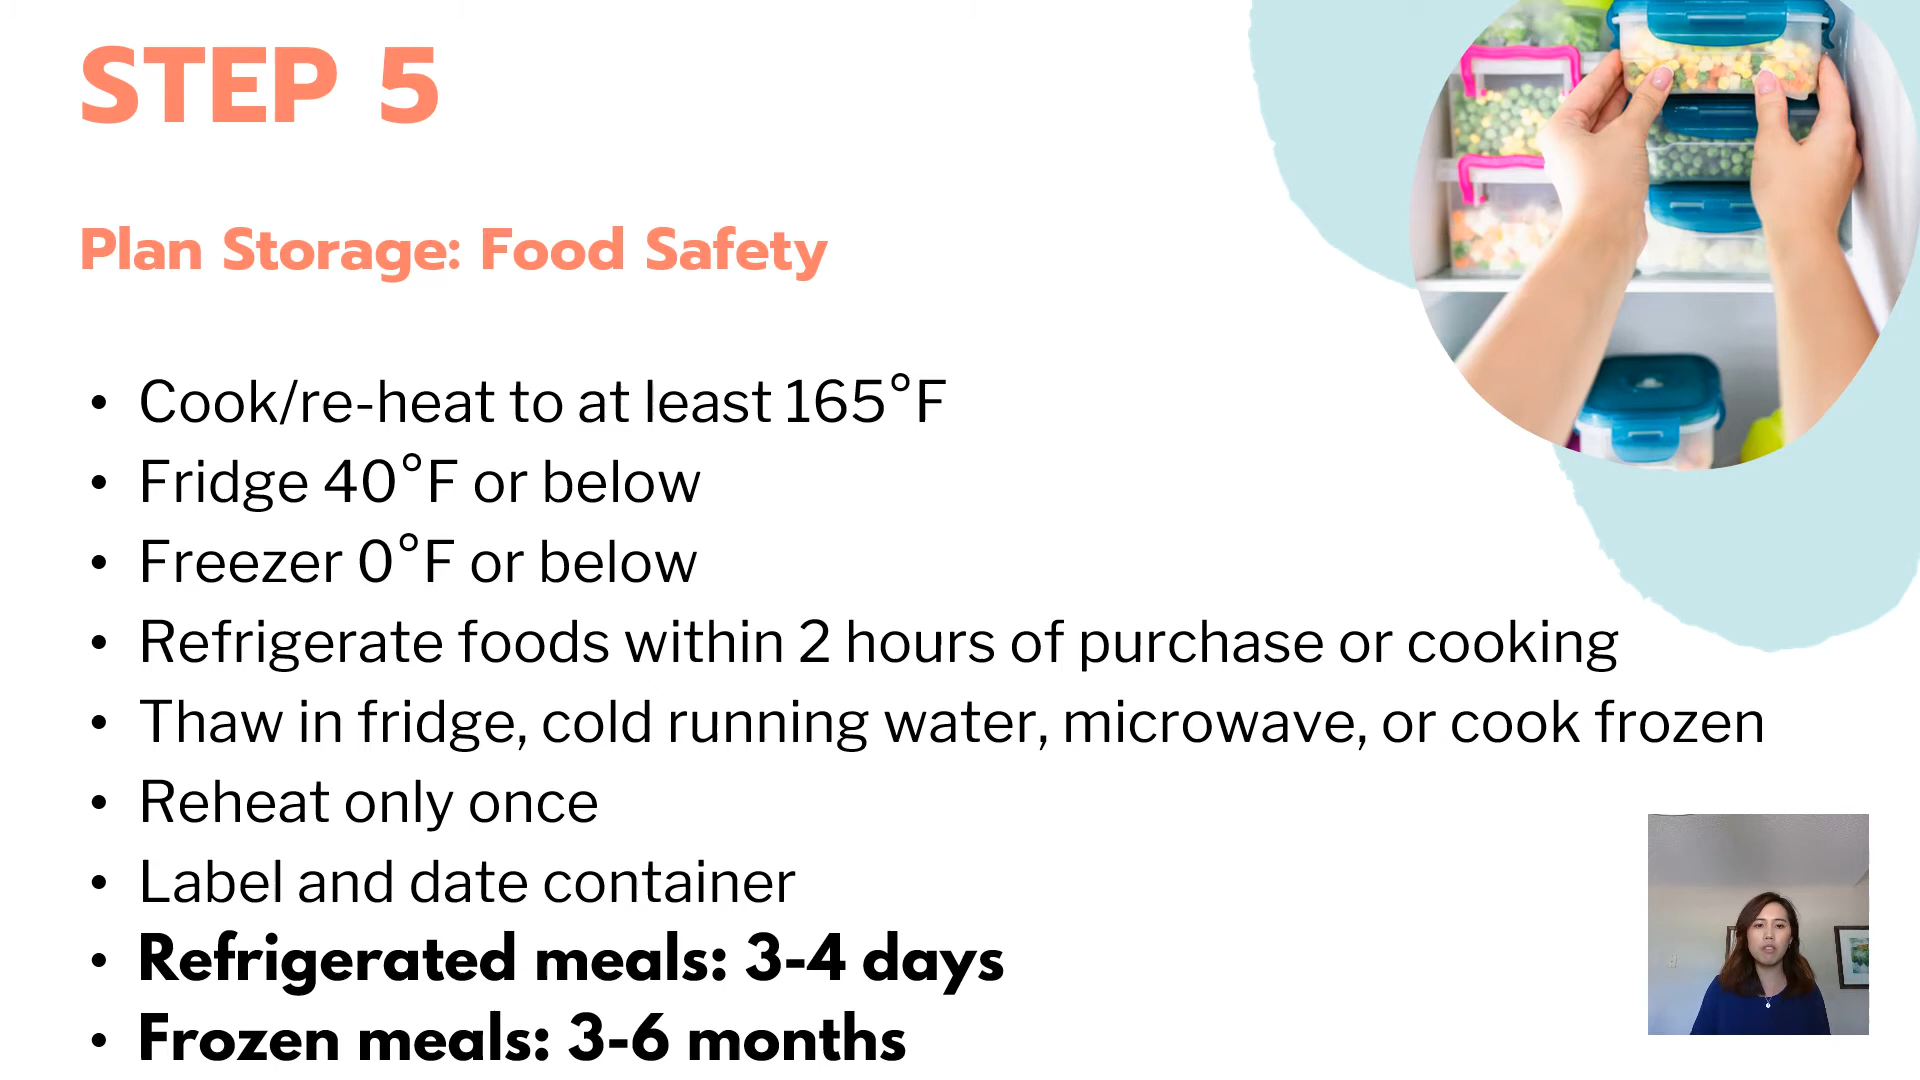 STEP 5
Plan Storage: Food Safety
• Cook/re-heat to at least 165°F
• Fridge 40°F or below
• Freezer 0°F or below
• Refrigerate foods within 2 hours of purchase or cooking
• Thaw in fridge, cold running water, microwave, or cook frozen
• Reheat only once
• Label and date container
• Refrigerated meals: 3-4 days
• Frozen meals: 3-6 months